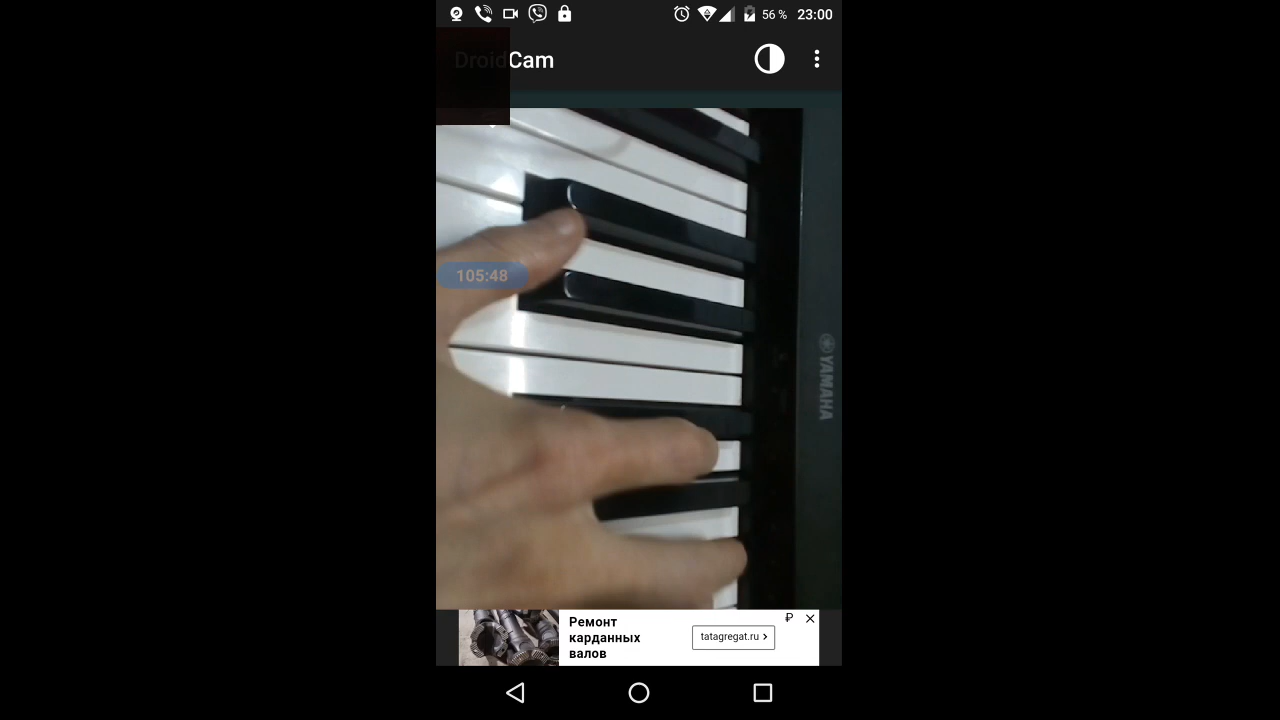 56 %
23:00
DroidCam
105:48
YAMAHA
Ремонт
карданных
валов
tatagregat.ru
₽